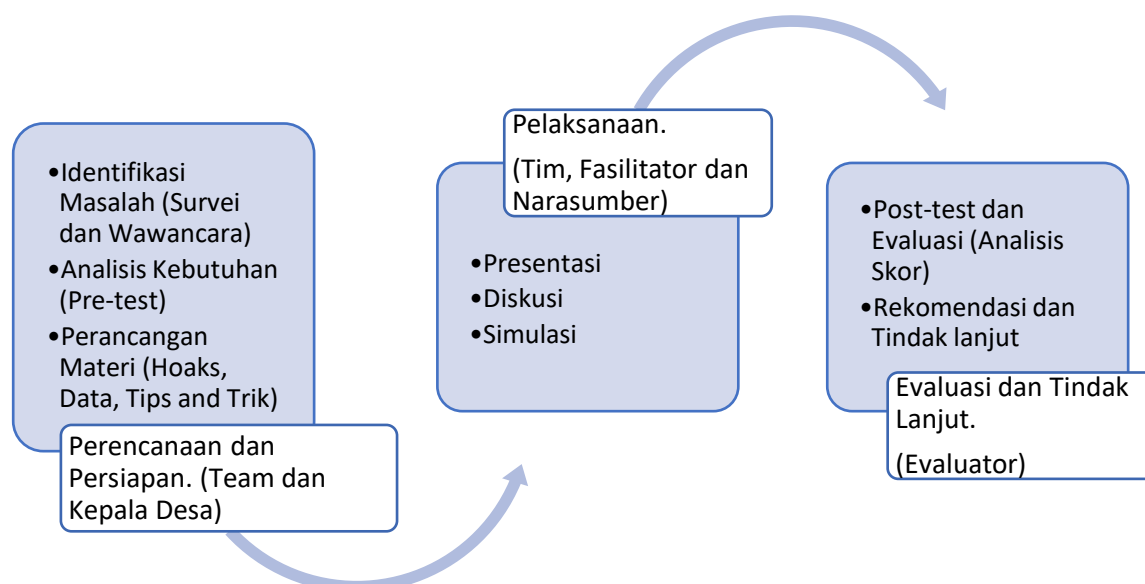 •Identifikasi
Masalah (Survei
dan Wawancara)
•Analisis Kebutuhan
(Pre-test)
•Perancangan
Materi (Hoaks,
Data, Tips and Trik)
Perencanaan dan
Persiapan. (Team dan
Kepala Desa)
Pelaksanaan.
(Tim, Fasilitator dan
Narasumber)
•Presentasi
•Diskusi
•Simulasi
•Post-test dan
Evaluasi (Analisis
Skor)
•Rekomendasi dan
Tindak lanjut
Evaluasi dan Tindak
Lanjut.
(Evaluator)